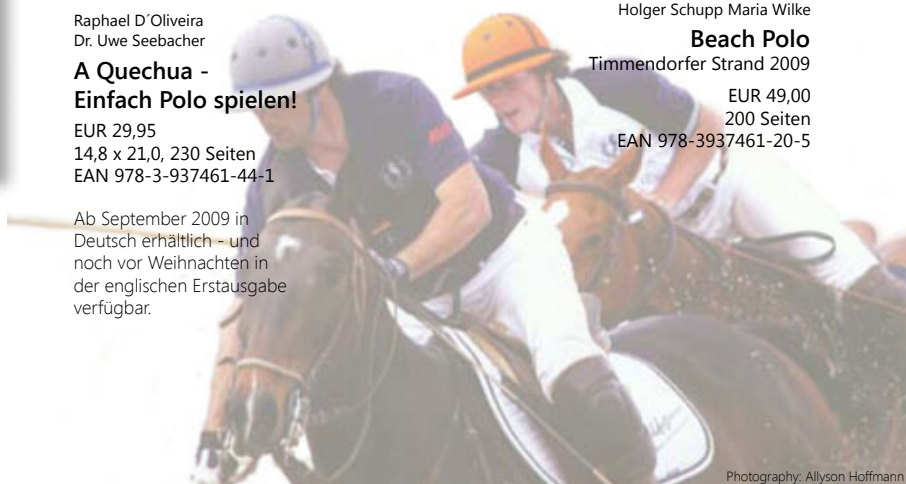 Raphael D´Oliveira
Dr. Uwe Seebacher
A Quechua -
Einfach Polo spielen!
EUR 29,95
14,8 x 21,0, 230 Seiten
EAN 978-3-937461-44-1
Ab September 2009 in
Deutsch erhältlich - und
noch vor Weihnachten in
der englischen Erstausgabe
verfügbar.
Holger Schupp Maria Wilke
Beach Polo
Timmendorfer Strand 2009
EUR 49,00
200 Seiten
EAN 978-3937461-20-5
Photography: Allyson Hoffmann